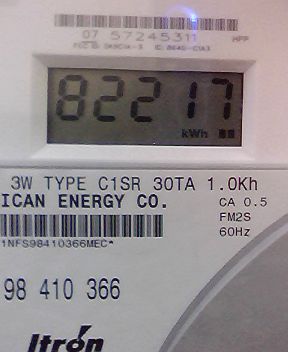 07 57245311 HPP
82217
kWh
3W TYPE C1SR 30TA 1.0Kh
ICAN ENERGY CO. CA 0.5
FM2S
60Hz
1NFS98410366MEC*
98 410 366
Itron